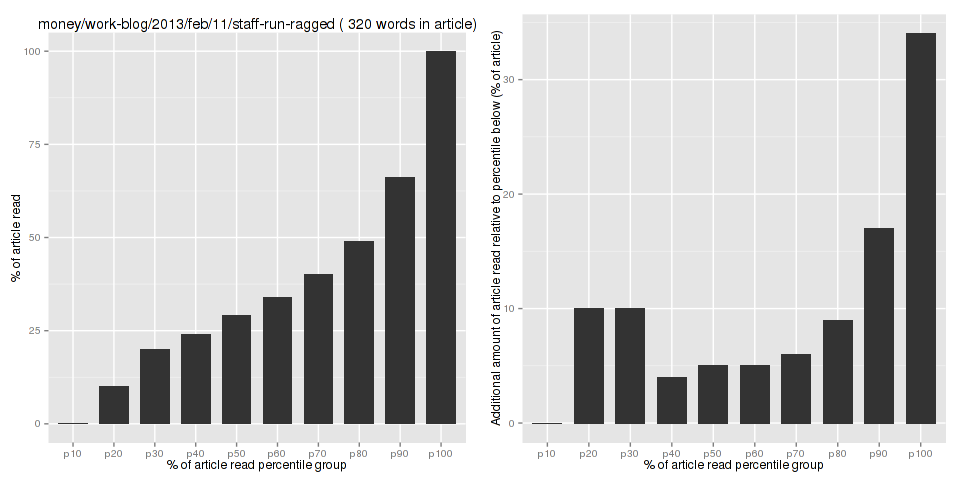 money/work-blog/2013/feb/11/staff-run-ragged ( 320 words in article)
% of article read
100
75
50
25
0
p10 p20 p30 p40 p50 p60 p70 p80 p90 p100
% of article read percentile group
Additional amount of article read relative to percentile below (% of article)
30
20
10
0
p10 p20 p30 p40 p50 p60 p70 p80 p90 p100
% of article read percentile group